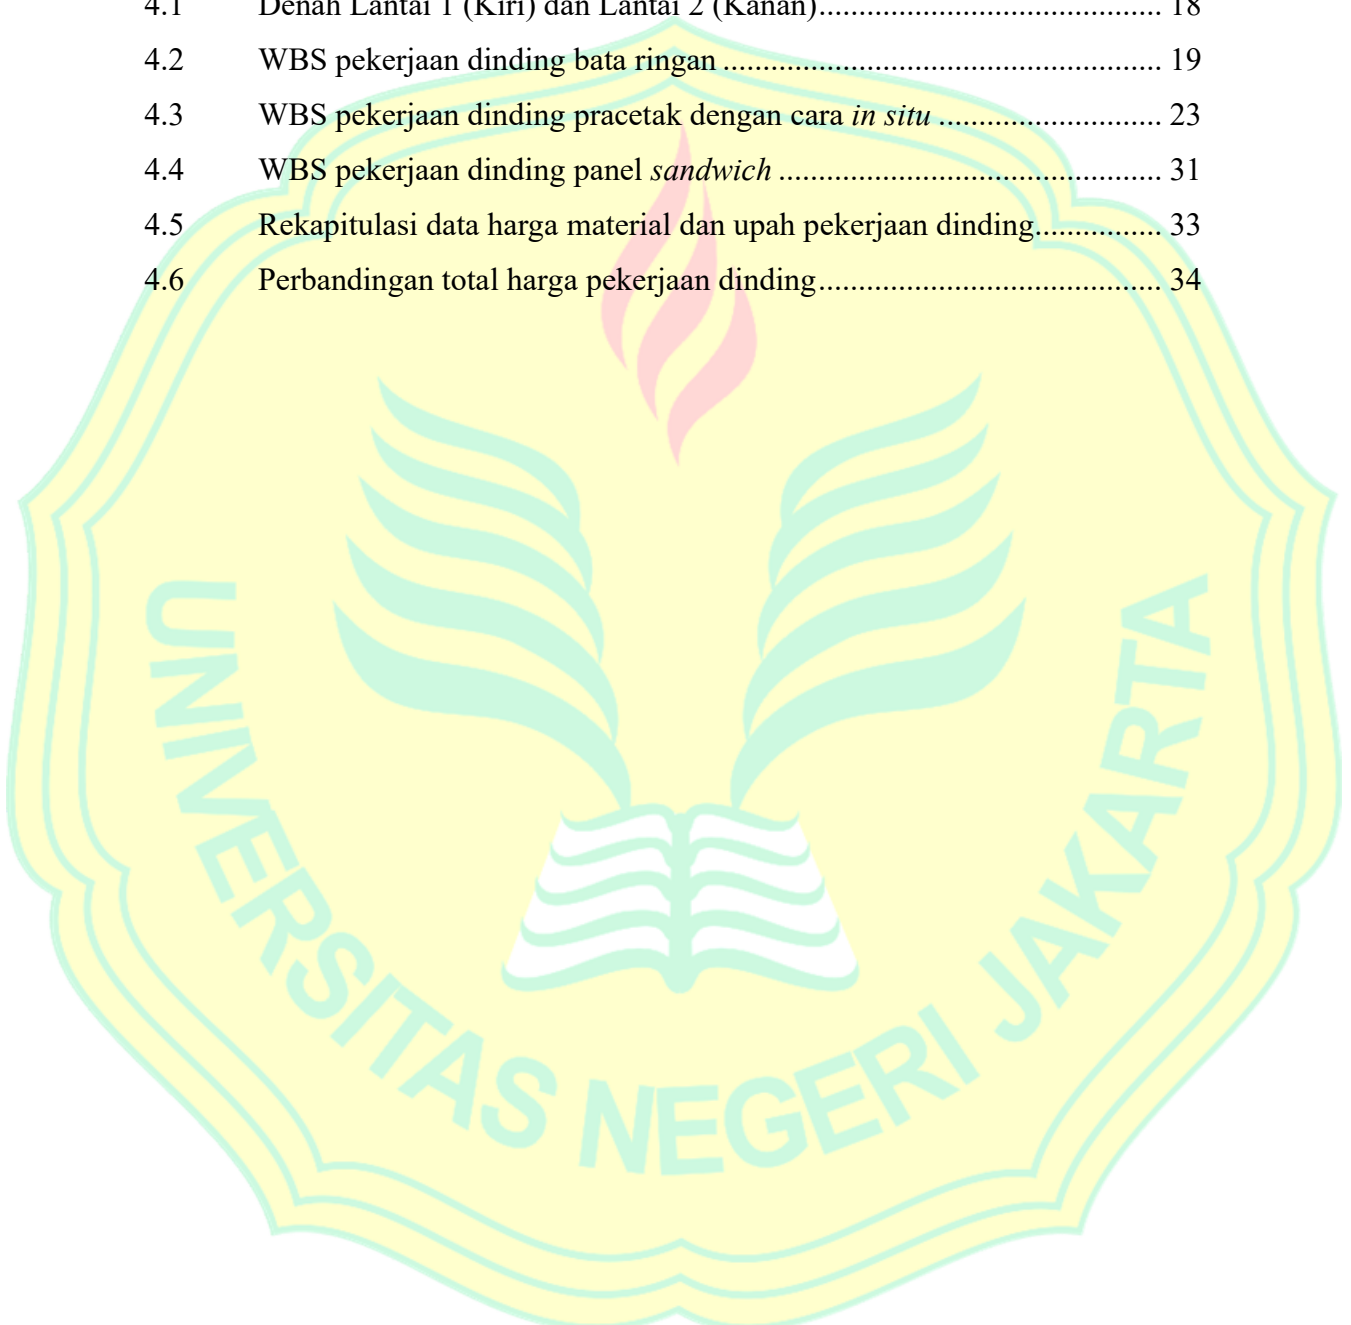 4.1 Denah Lantai 1 (Kiri) dan Lantai 2 (Kanan)........................................... 18
4.2 WBS pekerjaan dinding bata ringan ....................................................... 19
4.3 WBS pekerjaan dinding pracetak dengan cara in situ ............................ 23
4.4 WBS pekerjaan dinding panel sandwich ................................................ 31
4.5 Rekapitulasi data harga material dan upah pekerjaan dinding................ 33
4.6 Perbandingan total harga pekerjaan dinding........................................... 34
UNIVERSITAS NEGERI JAKARTA